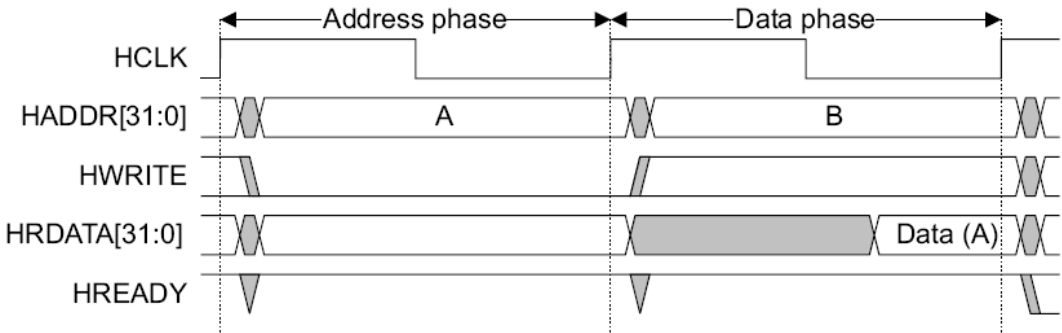 Address phase Data phase
HCLK
HADDR[31:0] A B
HWRITE
HRDATA[31:0] Data (A)
HREADY